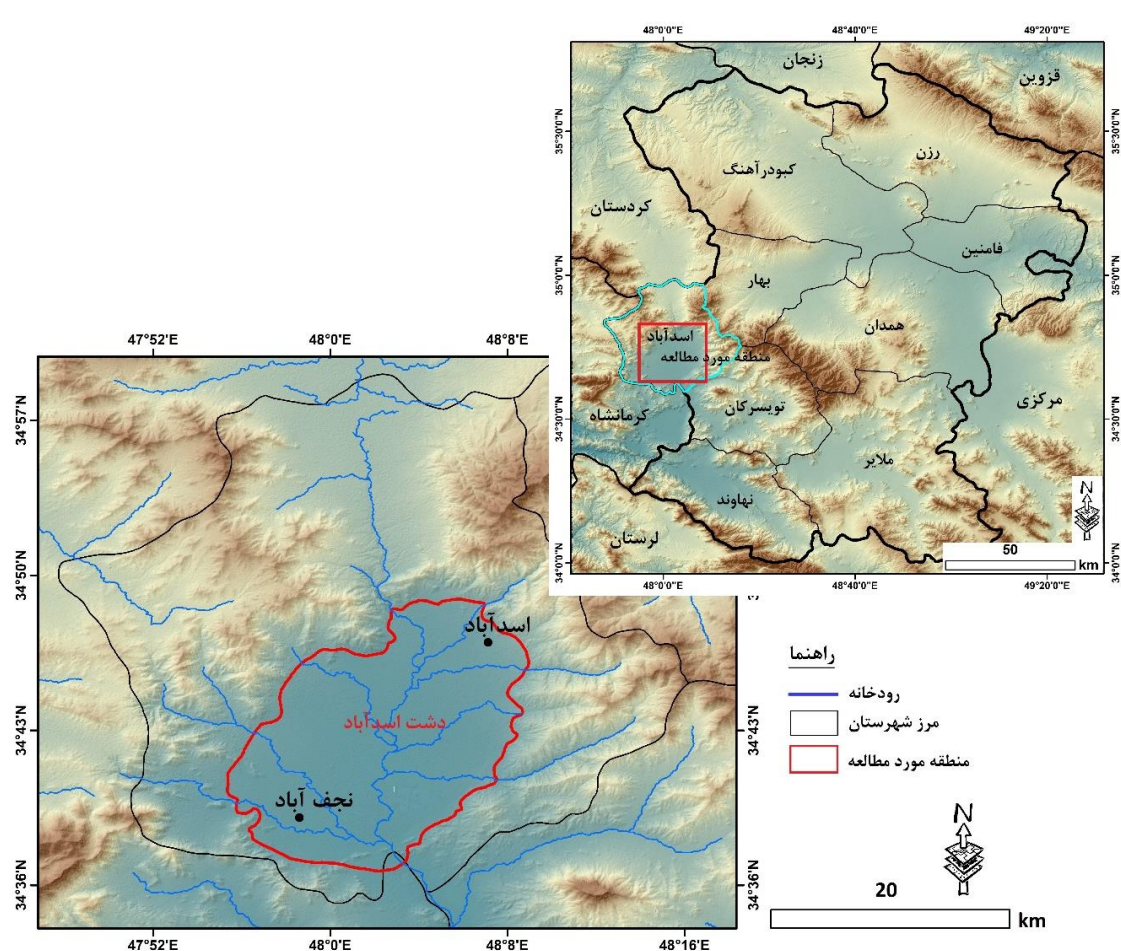 48°0'0"E
48°40'0"E
49°20'0"E
زنجان
قزوین
35°30'0"N
35°30'0"N
رزن
کبودرآهنگ
کردستان
فامنین
35°0'0"N
35°0'0"N
بهار
همدان
اسدآباد
منطقه مورد مطالعه
تویسرکان
مرکزی
کرمانشاه
34°30'0"N
34°30'0"N
ملایر
نهاوند
لرستان
N
50
km
34°0'0"N
34°0'0"N
48°0'0"E
48°40'0"E
49°20'0"E
47°52'E
48°0'E
48°8'E
34°57'N
34°50'N
اسدآباد
34°43'N
34°43'N
دشت اسدآباد
نجف آباد
34°36'N
34°36'N
47°52'E
48°0'E
48°8'E
48°16'E
راهنما
رودخانه
مرز شهرستان
منطقه مورد مطالعه
N
20
km